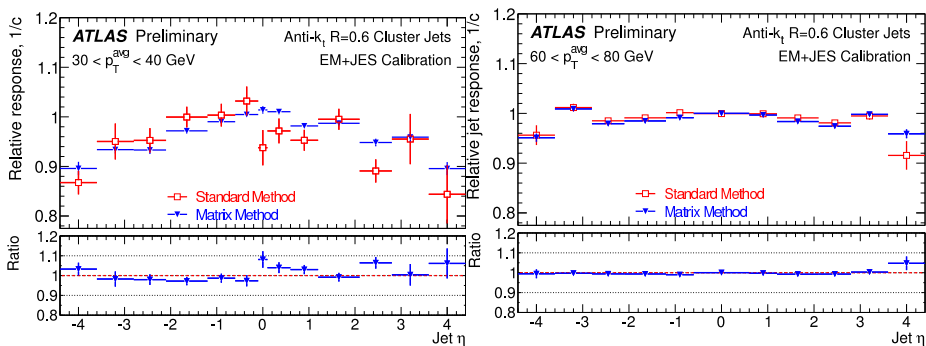 ATLAS Preliminary
Anti-kt R=0.6 Cluster Jets
30 < pTavg < 40 GeV
EM+JES Calibration
Relative response, 1/c
1.2
1.1
1
0.9
0.8
Standard Method
Matrix Method
Ratio
1.2
1.1
1
0.9
0.8
-4 -3 -2 -1 0 1 2 3 4
Jet η
ATLAS Preliminary
Anti-kt R=0.6 Cluster Jets
60 < pTavg < 80 GeV
EM+JES Calibration
Relative jet response, 1/c
1.2
1.1
1
0.9
0.8
Standard Method
Matrix Method
Ratio
1.2
1.1
1
0.9
0.8
-4 -3 -2 -1 0 1 2 3 4
Jet η